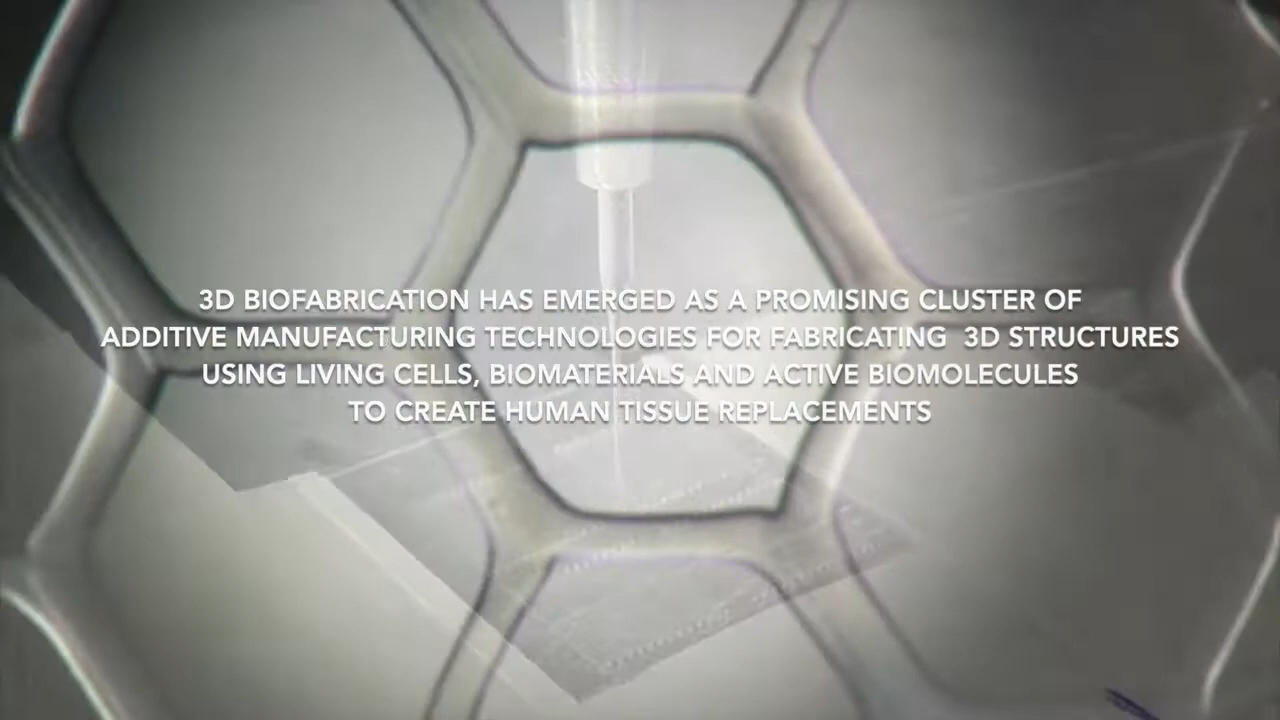 3D BIOFABRICATION HAS EMERGED AS A PROMISING CLUSTER OF
ADDITIVE MANUFACTURING TECHNOLOGIES FOR FABRICATING  3D STRUCTURES
USING LIVING CELLS, BIOMATERIALS AND ACTIVE BIOMOLECULES
TO CREATE HUMAN TISSUE REPLACEMENTS